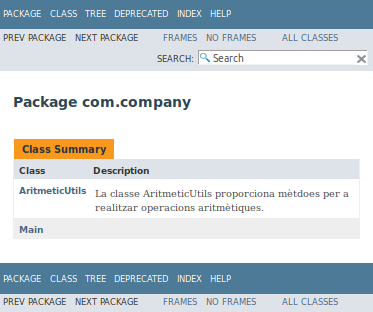 PACKAGE CLASS TREE DEPRECATED INDEX HELP
PREV PACKAGE NEXT PACKAGE FRAMES NO FRAMES ALL CLASSES
SEARCH: Search
Package com.company
Class Summary
Class Description
AritmeticUtils La classe AritmeticUtils proporciona mètdoes per a
realitzar operacions aritmètiques.
Main
PACKAGE CLASS TREE DEPRECATED INDEX HELP
PREV PACKAGE NEXT PACKAGE FRAMES NO FRAMES ALL CLASSES